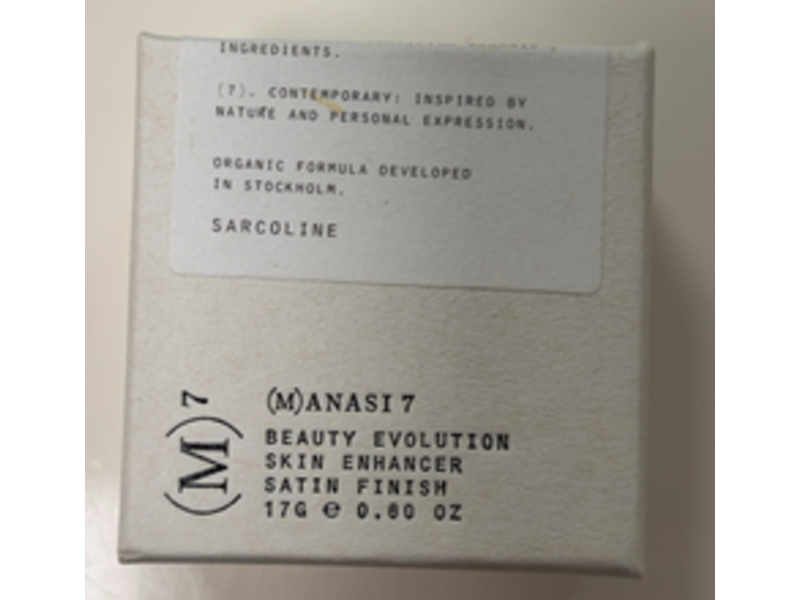 INGREDIENTS.
(7). CONTEMPORARY: INSPIRED BY
NATURE AND PERSONAL EXPRESSION.
ORGANIC FORMULA DEVELOPED
IN STOCKHOLM.
SARCOLINE
(M)7
(M)ANASI 7
BEAUTY EVOLUTION
SKIN ENHANCER
SATIN FINISH
17G e 0.60 OZ